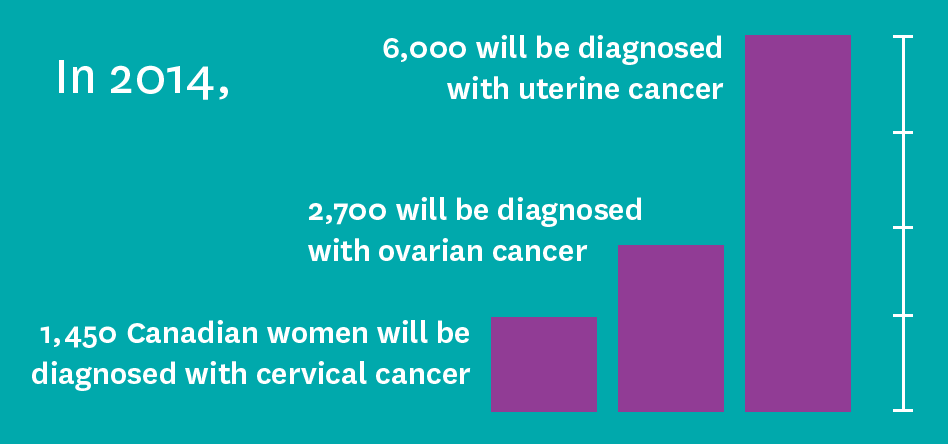 In 2014,
6,000 will be diagnosed
with uterine cancer
2,700 will be diagnosed
with ovarian cancer
1,450 Canadian women will be
diagnosed with cervical cancer